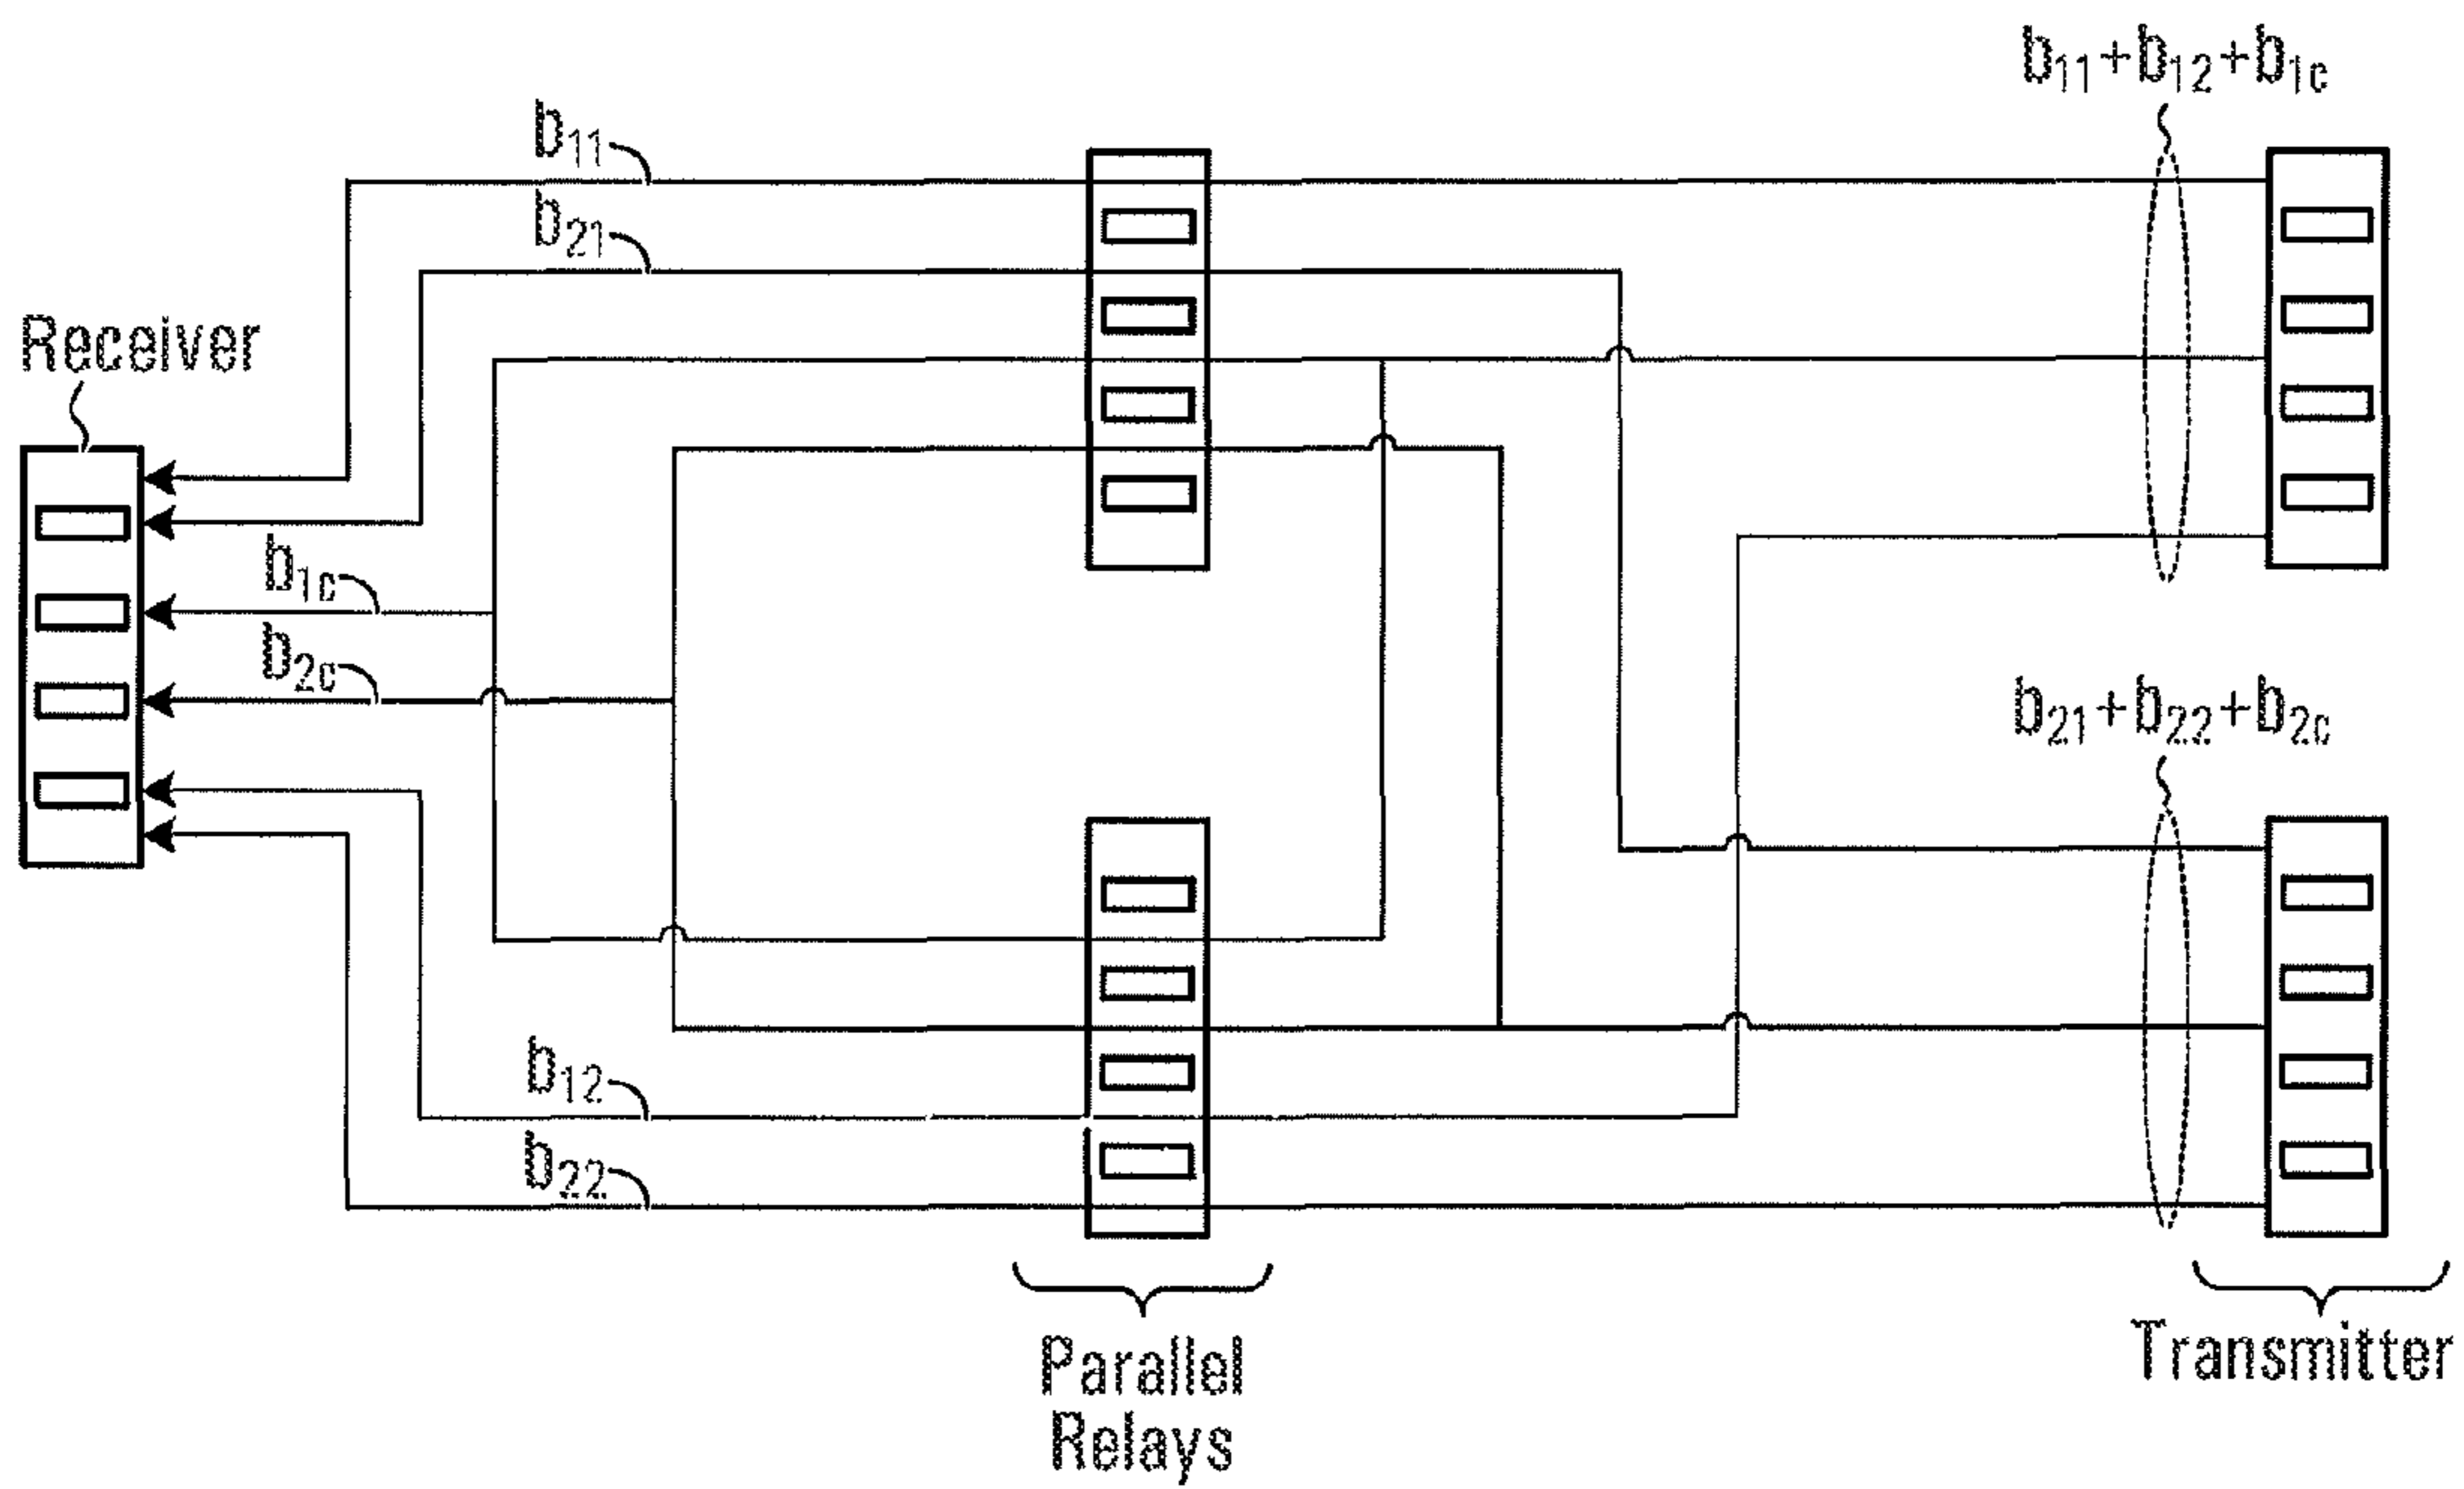 b₁₁+b₁₂+b₁c
b₁₁
b₂₁
Receiver
b₁c
b₂c
b₂₁+b₂₂+b₂c
b₁₂
b₂₂
Parallel
Relays
Transmitter